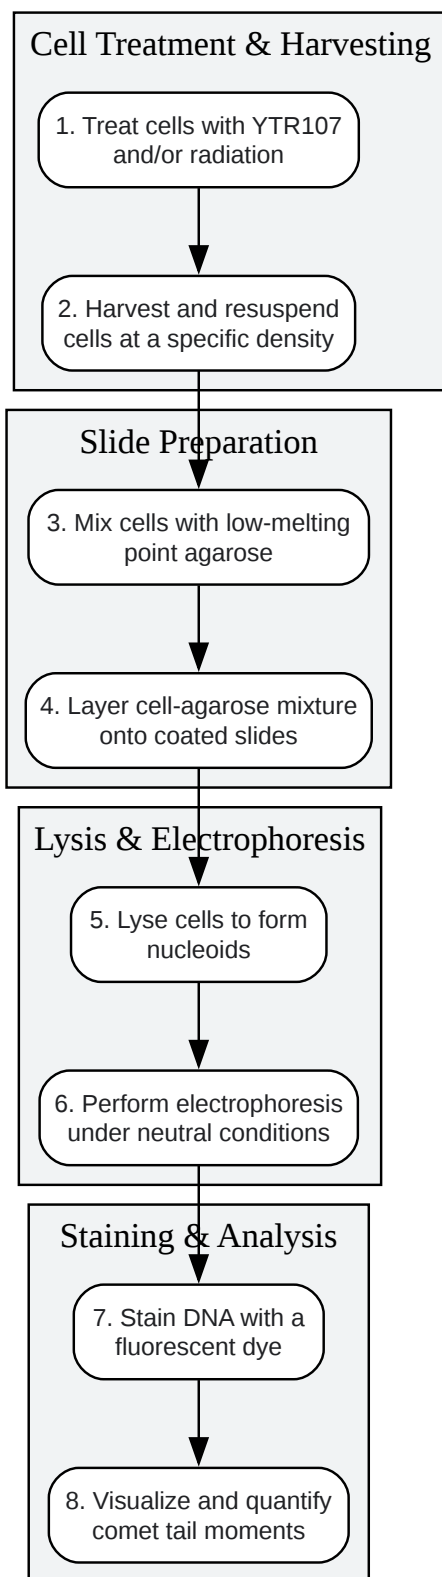 Cell Treatment & Harvesting
1. Treat cells with YTR107
and/or radiation
2. Harvest and resuspend
cells at a specific density
Slide Preparation
3. Mix cells with low-melting
point agarose
4. Layer cell-agarose mixture
onto coated slides
Lysis & Electrophoresis
5. Lyse cells to form
nucleoids
6. Perform electrophoresis
under neutral conditions
Staining & Analysis
7. Stain DNA with a
fluorescent dye
8. Visualize and quantify
comet tail moments